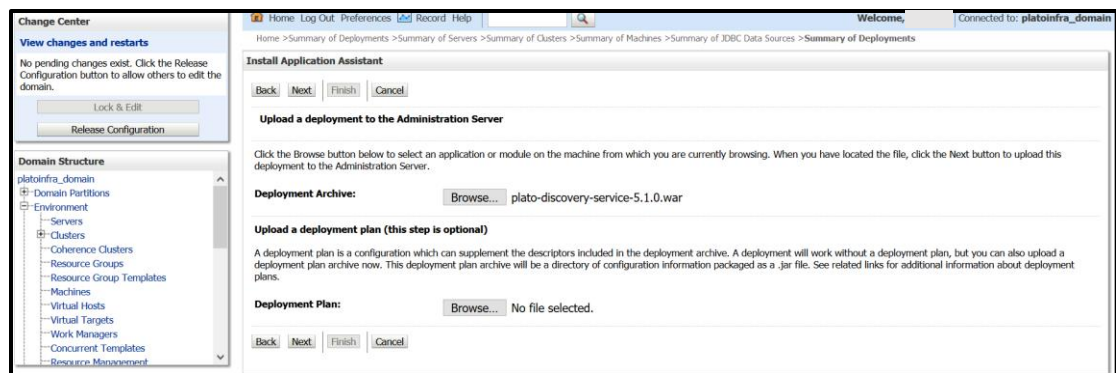 Change Center
View changes and restarts
No pending changes exist. Click the Release
Configuration button to allow others to edit the
domain.
Lock & Edit
Release Configuration
Domain Structure
platoinfra_domain
Domain Partitions
Environment
Servers
Clusters
Coherence Clusters
Resource Groups
Resource Group Templates
Machines
Virtual Hosts
Virtual Targets
Work Managers
Concurrent Templates
Resource Management
Home Log Out Preferences Record Help
Welcome,
Connected to: platoinfra_domain
Home >Summary of Deployments >Summary of Servers >Summary of Clusters >Summary of Machines >Summary of JDBC Data Sources >Summary of Deployments
Install Application Assistant
Back Next Finish Cancel
Upload a deployment to the Administration Server
Click the Browse button below to select an application or module on the machine from which you are currently browsing. When you have located the file, click the Next button to upload this
deployment to the Administration Server.
Deployment Archive: Browse... plato-discovery-service-5.1.0.war
Upload a deployment plan (this step is optional)
A deployment plan is a configuration which can supplement the descriptors included in the deployment archive. A deployment will work without a deployment plan, but you can also upload a
deployment plan archive now. This deployment plan archive will be a directory of configuration information packaged as a .jar file. See related links for additional information about deployment
plans.
Deployment Plan: Browse... No file selected.
Back Next Finish Cancel